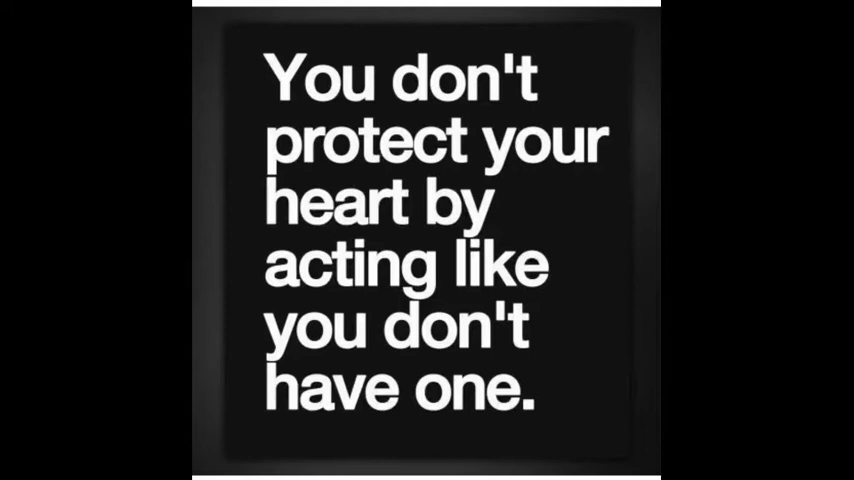 You don't
protect your
heart by
acting like
you don't
have one.